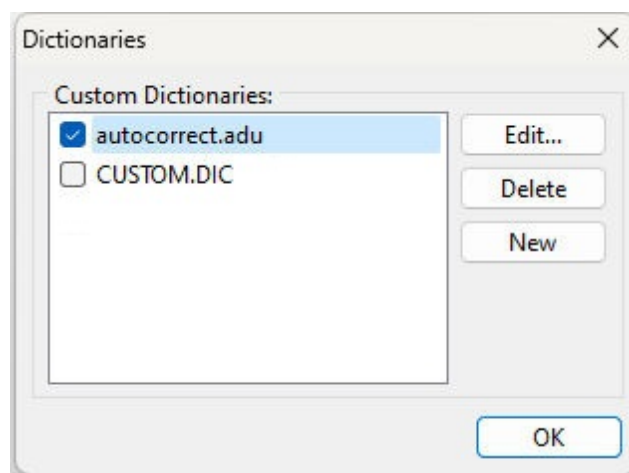 Dictionaries
Custom Dictionaries:
autocorrect.adu
CUSTOM.DIC
Edit...
Delete
New
OK